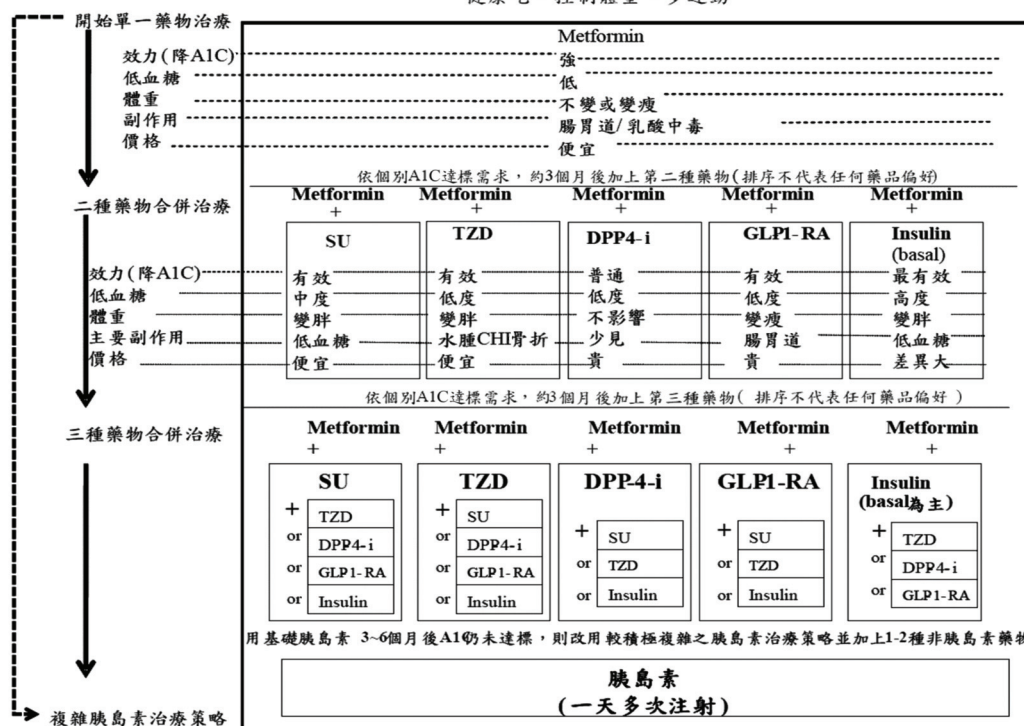 開始單一藥物治療
Metformin
效力(降A1C) 強
低血糖 低
體重 不變或變瘦
副作用 腸胃道/乳酸中毒
價格 便宜
依個別A1C達標需求，約3個月後加上第二種藥物(排序不代表任何藥品偏好)
二種藥物合併治療
Metformin Metformin Metformin Metformin Metformin
+ + + + +
SU TZD DPP4-i GLP1-RA Insulin
(basal)
效力(降A1C) 有效 有效 普通 有效 最有效
低血糖 中度 低度 低度 低度 高度
體重 變胖 變胖 不影響 變瘦 變胖
主要副作用 低血糖 水腫CHI骨折 少見 腸胃道 低血糖
價格 便宜 便宜 貴 貴 差異大
依個別A1C達標需求，約3個月後加上第三種藥物( 排序不代表任何藥品偏好 )
三種藥物合併治療
Metformin Metformin Metformin Metformin Metformin
+ + + + +
SU TZD DPP-4-i GLP1-RA Insulin
(basal為主)
+ TZD + SU + SU + SU + TZD
or DPP4-i or DPP4-i or TZD or TZD or DPP4-i
or GLP1-RA or GLP1-RA or Insulin or Insulin or GLP1-RA
or Insulin or Insulin
用基礎胰島素 3~6個月後A1C仍未達標，則改用較積極複雜之胰島素治療策略並加上1-2種非胰島素藥物
胰島素
(一天多次注射)
複雜胰島素治療策略